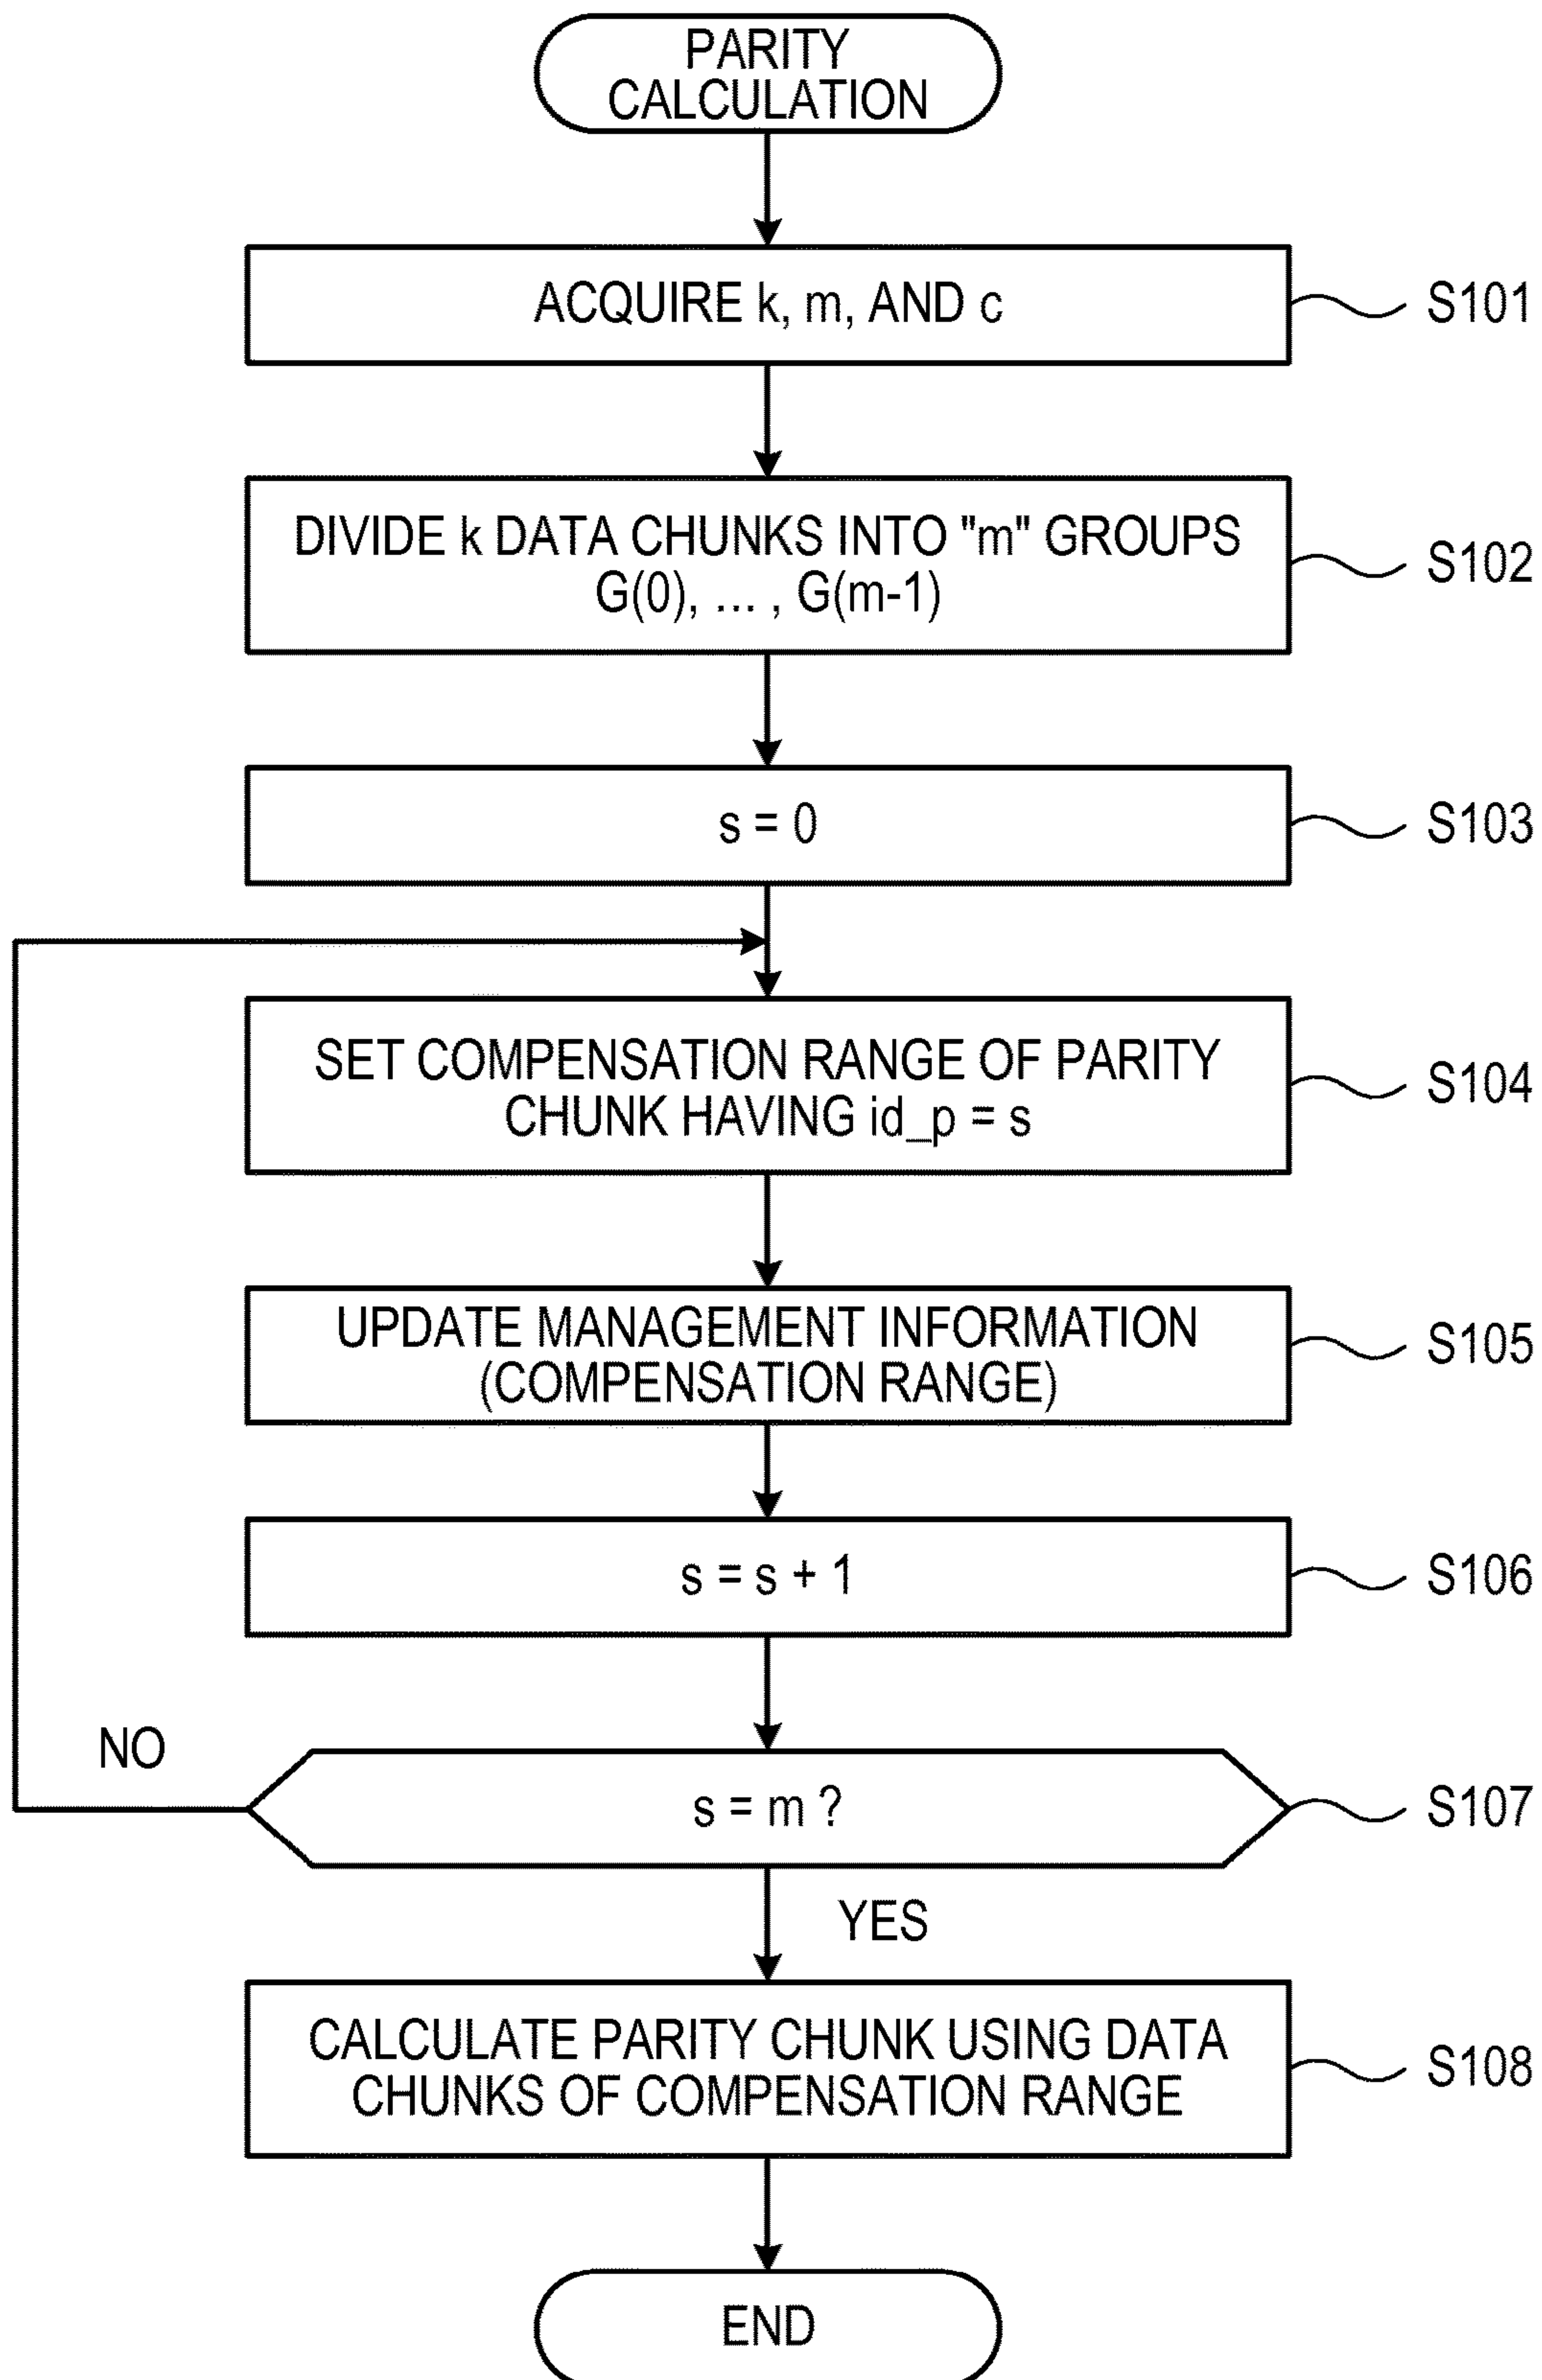 PARITY
CALCULATION
ACQUIRE k, m, AND c
S101
DIVIDE k DATA CHUNKS INTO "m" GROUPS
G(0), ... , G(m-1)
S102
s = 0
S103
SET COMPENSATION RANGE OF PARITY
CHUNK HAVING id_p = s
S104
UPDATE MANAGEMENT INFORMATION
(COMPENSATION RANGE)
S105
s = s + 1
S106
NO
s = m ?
S107
YES
CALCULATE PARITY CHUNK USING DATA
CHUNKS OF COMPENSATION RANGE
S108
END